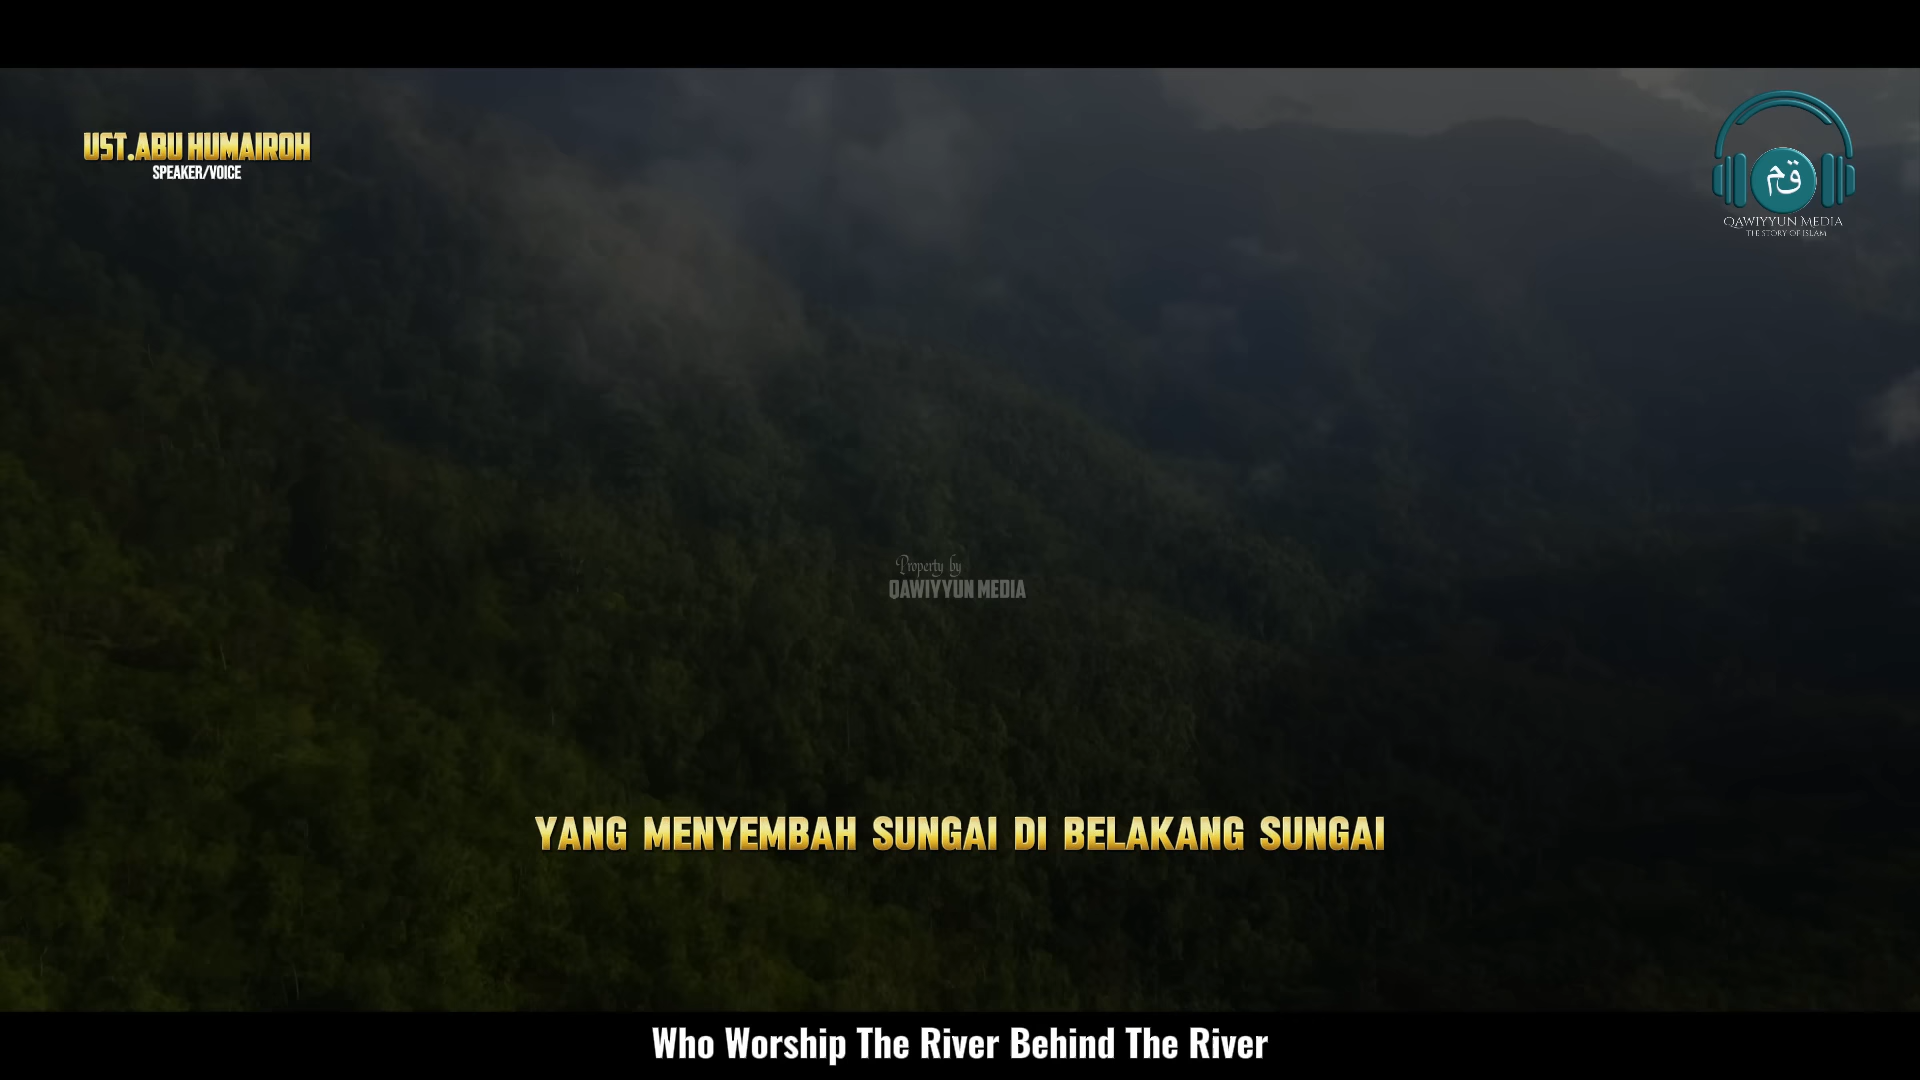 UST.ABU HUMAIROH
SPEAKER/VOICE
قم
QAWIYYUN MEDIA
THE STORY OF ISLAM
Property by
QAWIYYUN MEDIA
YANG MENYEMBAH SUNGAI DI BELAKANG SUNGAI
Who Worship The River Behind The River